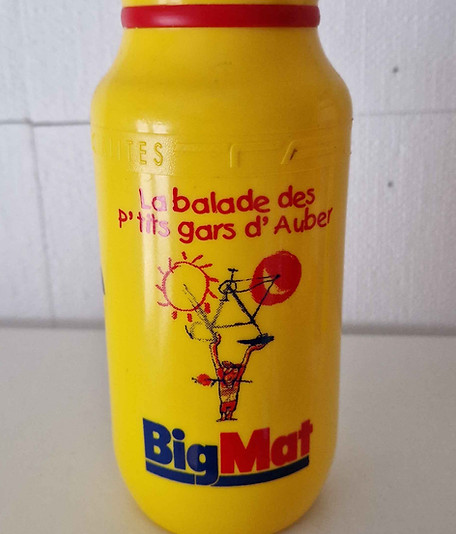 La balade des
p'tits gars d'Auber
BigMat